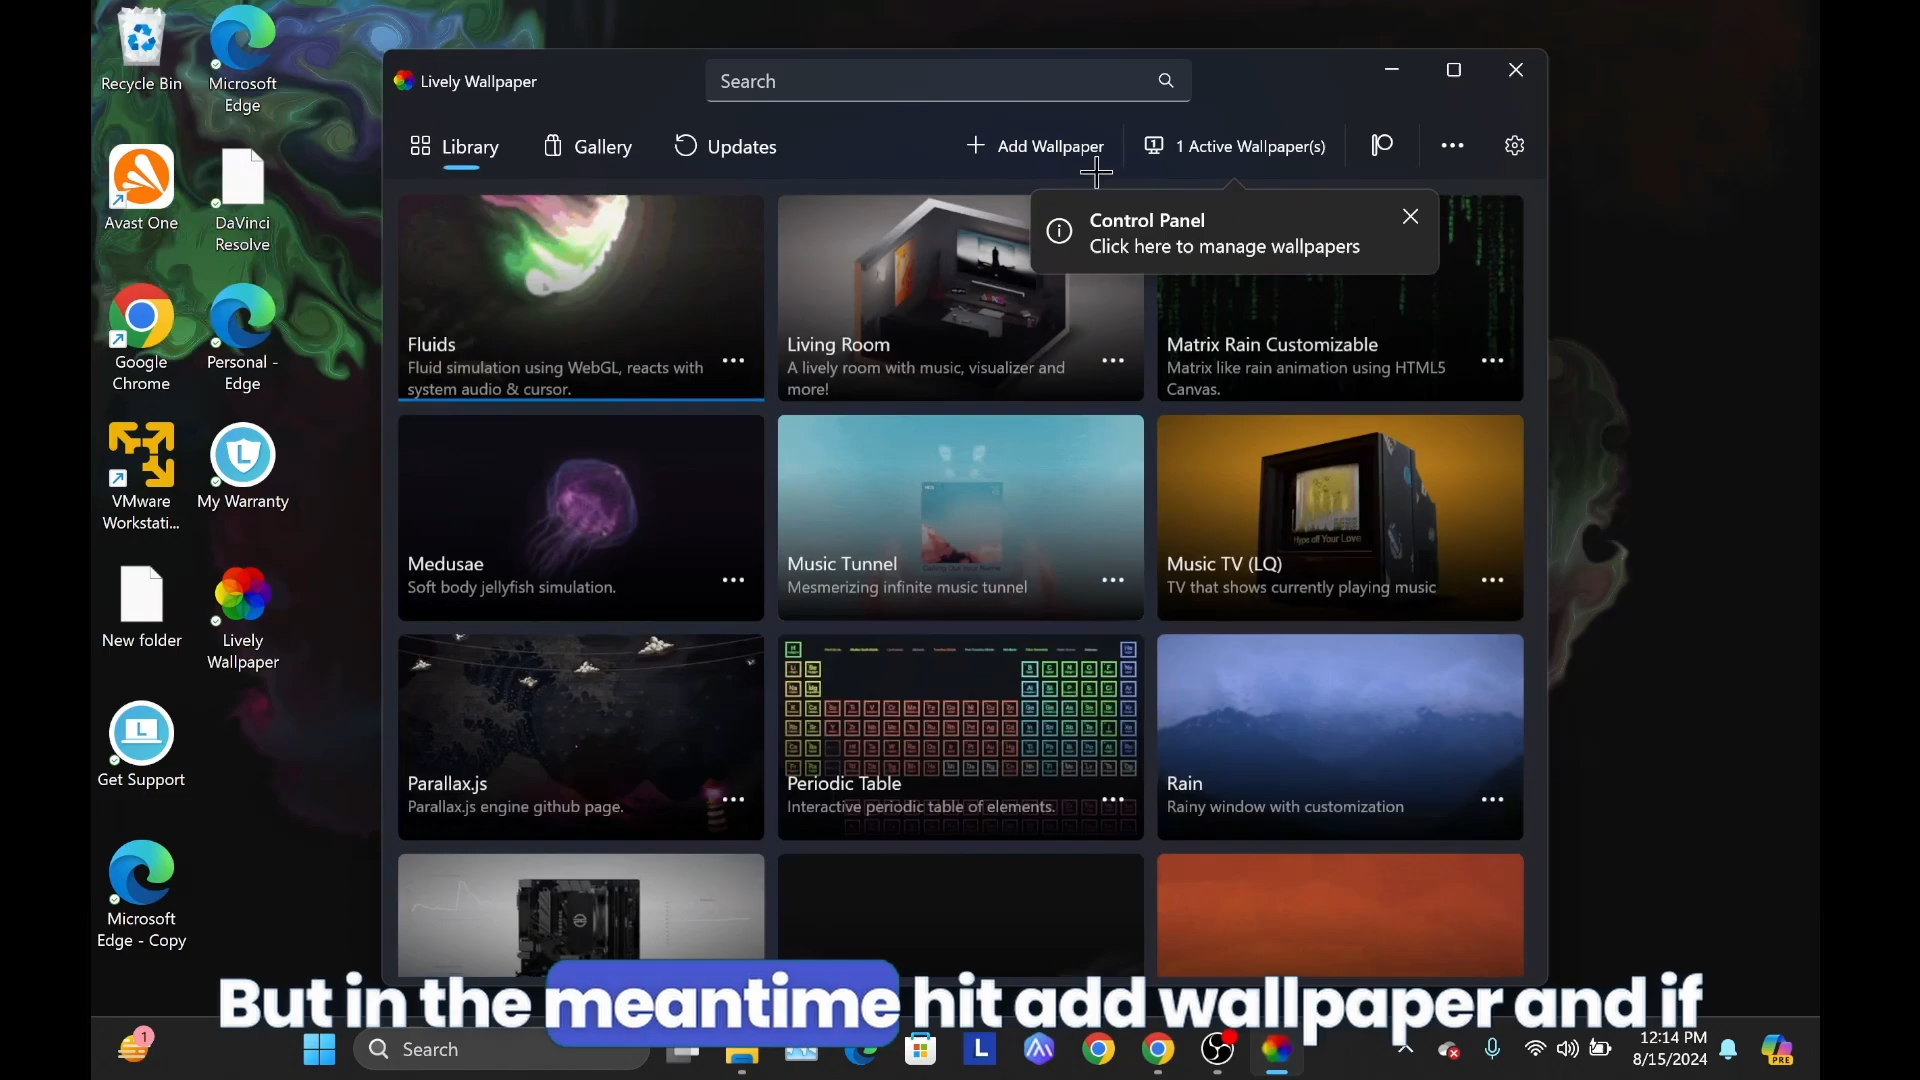 Recycle Bin
Microsoft
Edge
Avast One
DaVinci
Resolve
Google
Chrome
Personal -
Edge
VMware
Workstati...
My Warranty
New folder
Lively
Wallpaper
Get Support
Microsoft
Edge - Copy
Lively Wallpaper
Search
Library
Gallery
Updates
Add Wallpaper
1 Active Wallpaper(s)
Control Panel
Click here to manage wallpapers
Fluids
Fluid simulation using WebGL, reacts with
system audio & cursor.
Living Room
A lively room with music, visualizer and
more!
Matrix Rain Customizable
Matrix like rain animation using HTML5
Canvas.
Medusae
Soft body jellyfish simulation.
Music Tunnel
Mesmerizing infinite music tunnel
Hype off Your Love
Music TV (LQ)
TV that shows currently playing music
Parallax.js
Parallax.js engine github page.
Periodic Table
Interactive periodic table of elements.
Rain
Rainy window with customization
But in the meantime hit add wallpaper and if
1
Search
12:14 PM
8/15/2024
PRE